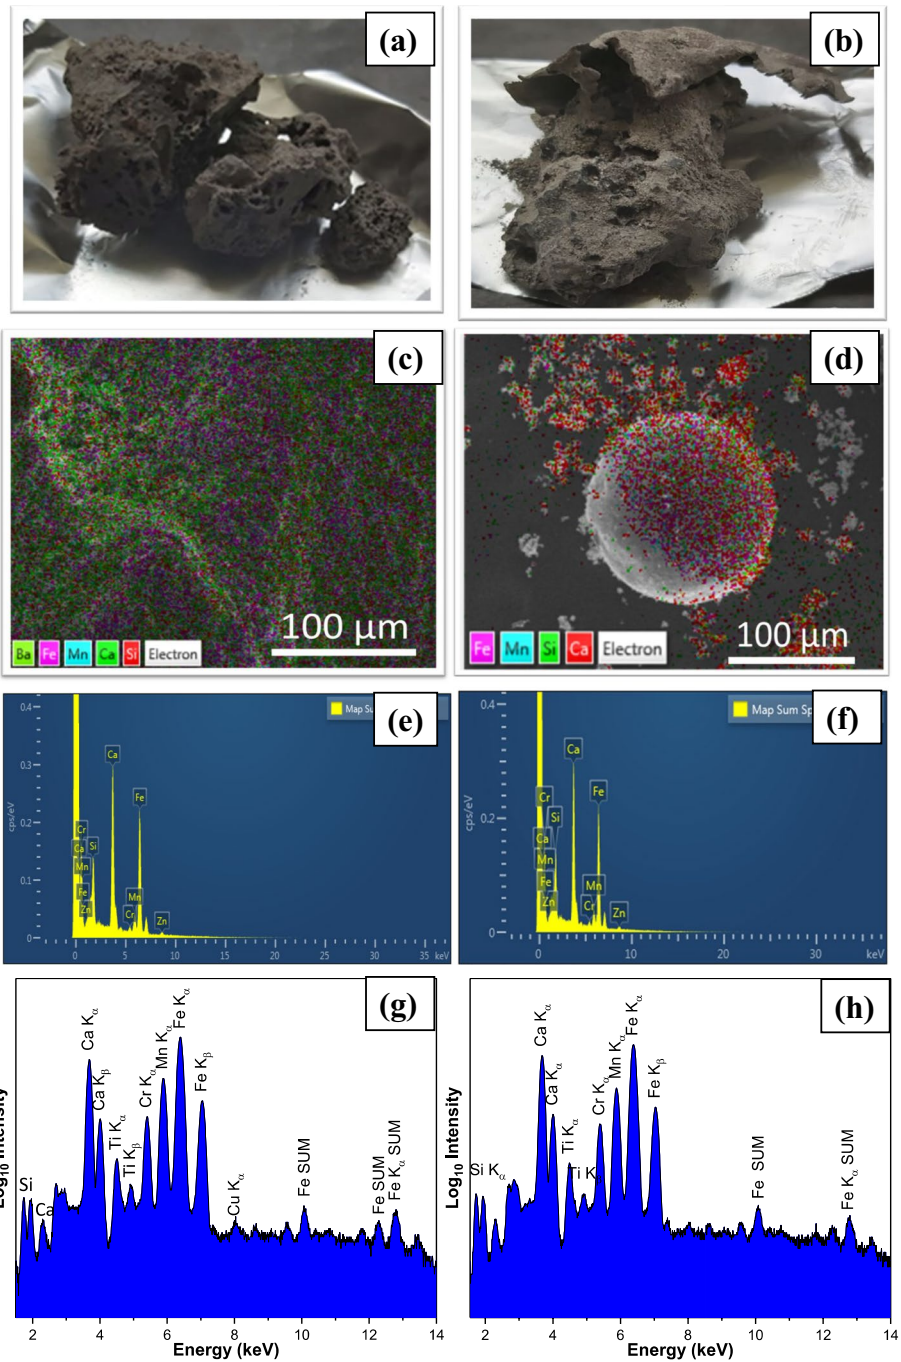 (a)
(b)
(c)
100 μm
Ba Fe Mn Ca Si Electron
(d)
100 μm
Fe Mn Si Ca Electron
(e)
Map Su
cps/eV
0.4
0.3
0.2
0.1
0
Ca
Fe
Cr
Ca
Si
Mn
Fe
Zn
Mn
Cr
Zn
0 5 10 15 20 25 30 35 keV
(f)
Map Sum Sp
cps/eV
0.4
0.2
0
Ca
Fe
Cr
Si
Ca
Mn
Fe
Zn
Mn
Cr
Zn
0 10 20 30 keV
(g)
Log₁₀ Intensity
Si
Ca
Ca Kα
Ca Kβ
Ti Kα
Ti Kβ
Cr Kα
Mn Kα
Fe Kα
Fe Kβ
Cu Kα
Fe SUM
Fe SUM
Fe Kα SUM
2 4 6 8 10 12 14
Energy (keV)
(h)
Log₁₀ Intensity
Si Kα
Ca Kα
Ca Kα
Ti Kα
Ti K
Cr Kα
Mn Kα
Fe Kα
Fe Kβ
Fe SUM
Fe Kα SUM
2 4 6 8 10 12 14
Energy (keV)